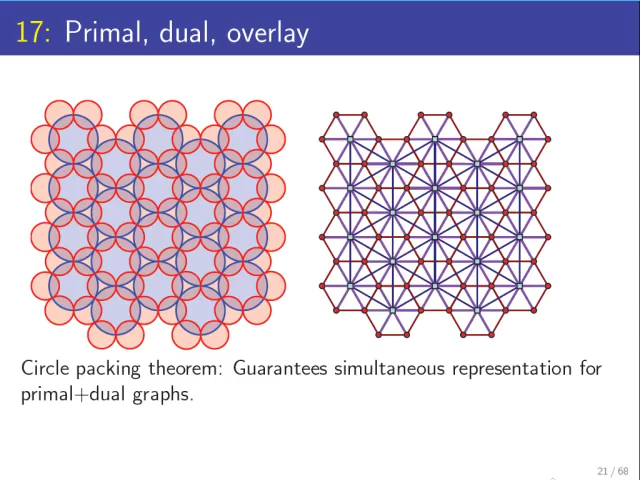 17: Primal, dual, overlay
Circle packing theorem: Guarantees simultaneous representation for
primal+dual graphs.
21 / 68